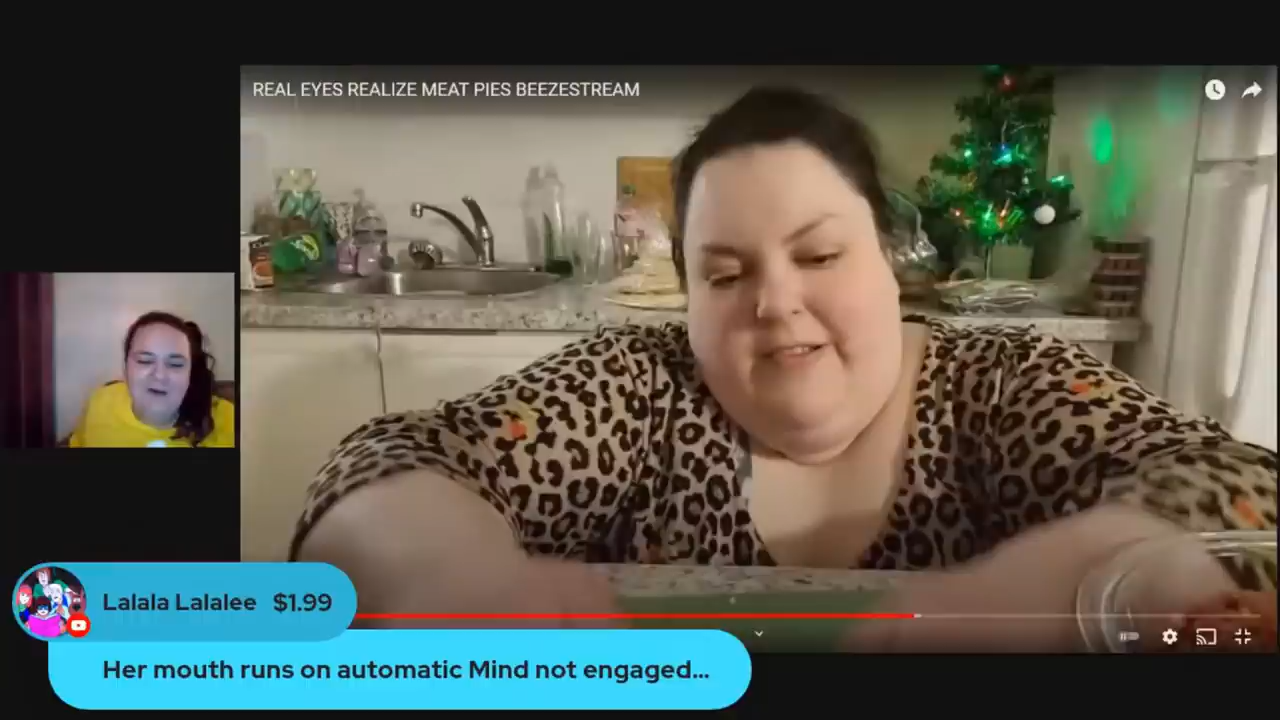 REAL EYES REALIZE MEAT PIES BEEZESTREAM
Lalala Lalalee $1.99
Her mouth runs on automatic Mind not engaged...